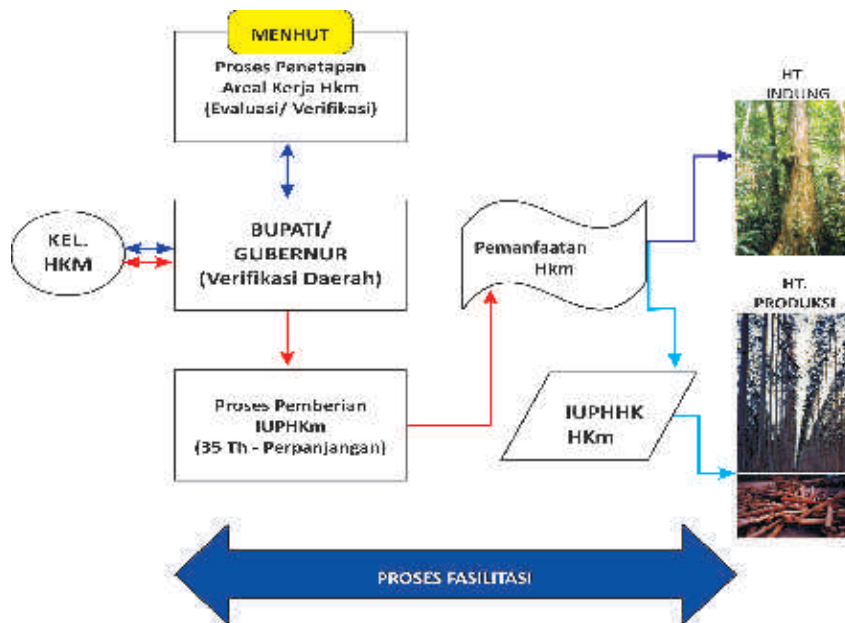 MENHUT
Proses Penetapan
Areal Kerja Hkm
(Evaluasi/ Verifikasi)
KEL.
HKM
BUPATI/
GUBERNUR
(Verifikasi Daerah)
Proses Pemberian
IUPHKm
(35 Th - Perpanjangan)
Pemanfaatan
Hkm
IUPHHK
HKm
HT.
INDUNG
HT.
PRODUKSI
PROSES FASILITASI